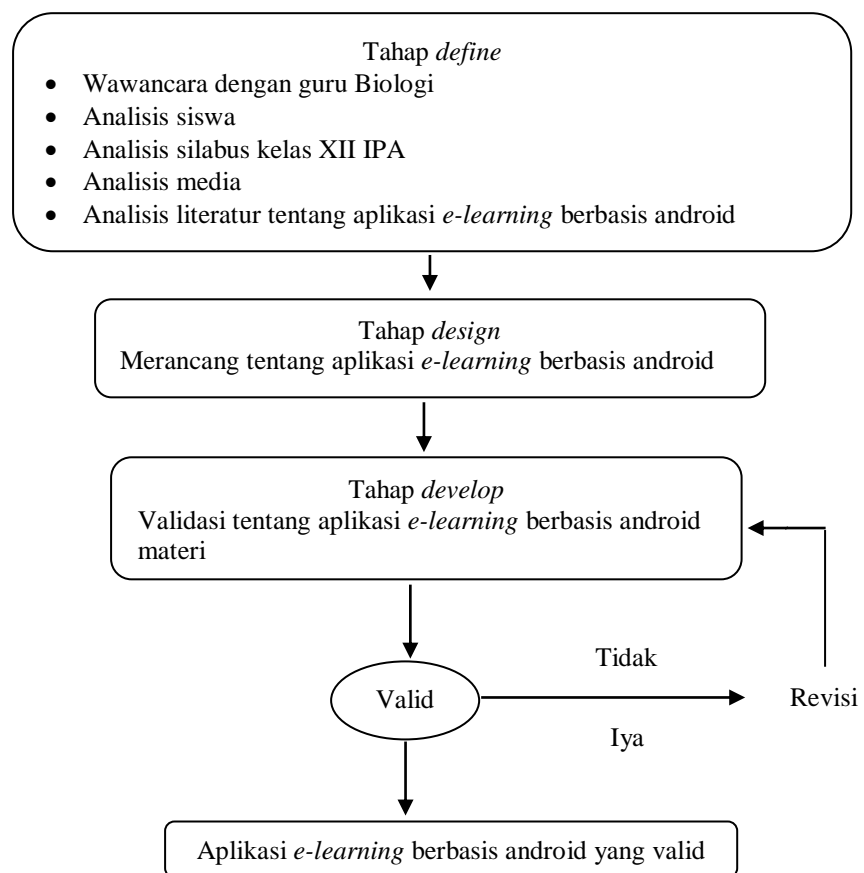 Tahap define
• Wawancara dengan guru Biologi
• Analisis siswa
• Analisis silabus kelas XII IPA
• Analisis media
• Analisis literatur tentang aplikasi e-learning berbasis android
Tahap design
Merancang tentang aplikasi e-learning berbasis android
Tahap develop
Validasi tentang aplikasi e-learning berbasis android
materi
Tidak
Valid
Revisi
Iya
Aplikasi e-learning berbasis android yang valid